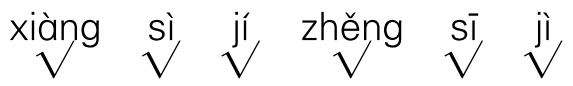 xiàng sì jí zhěng sī jì
√ √ √ √ √ √